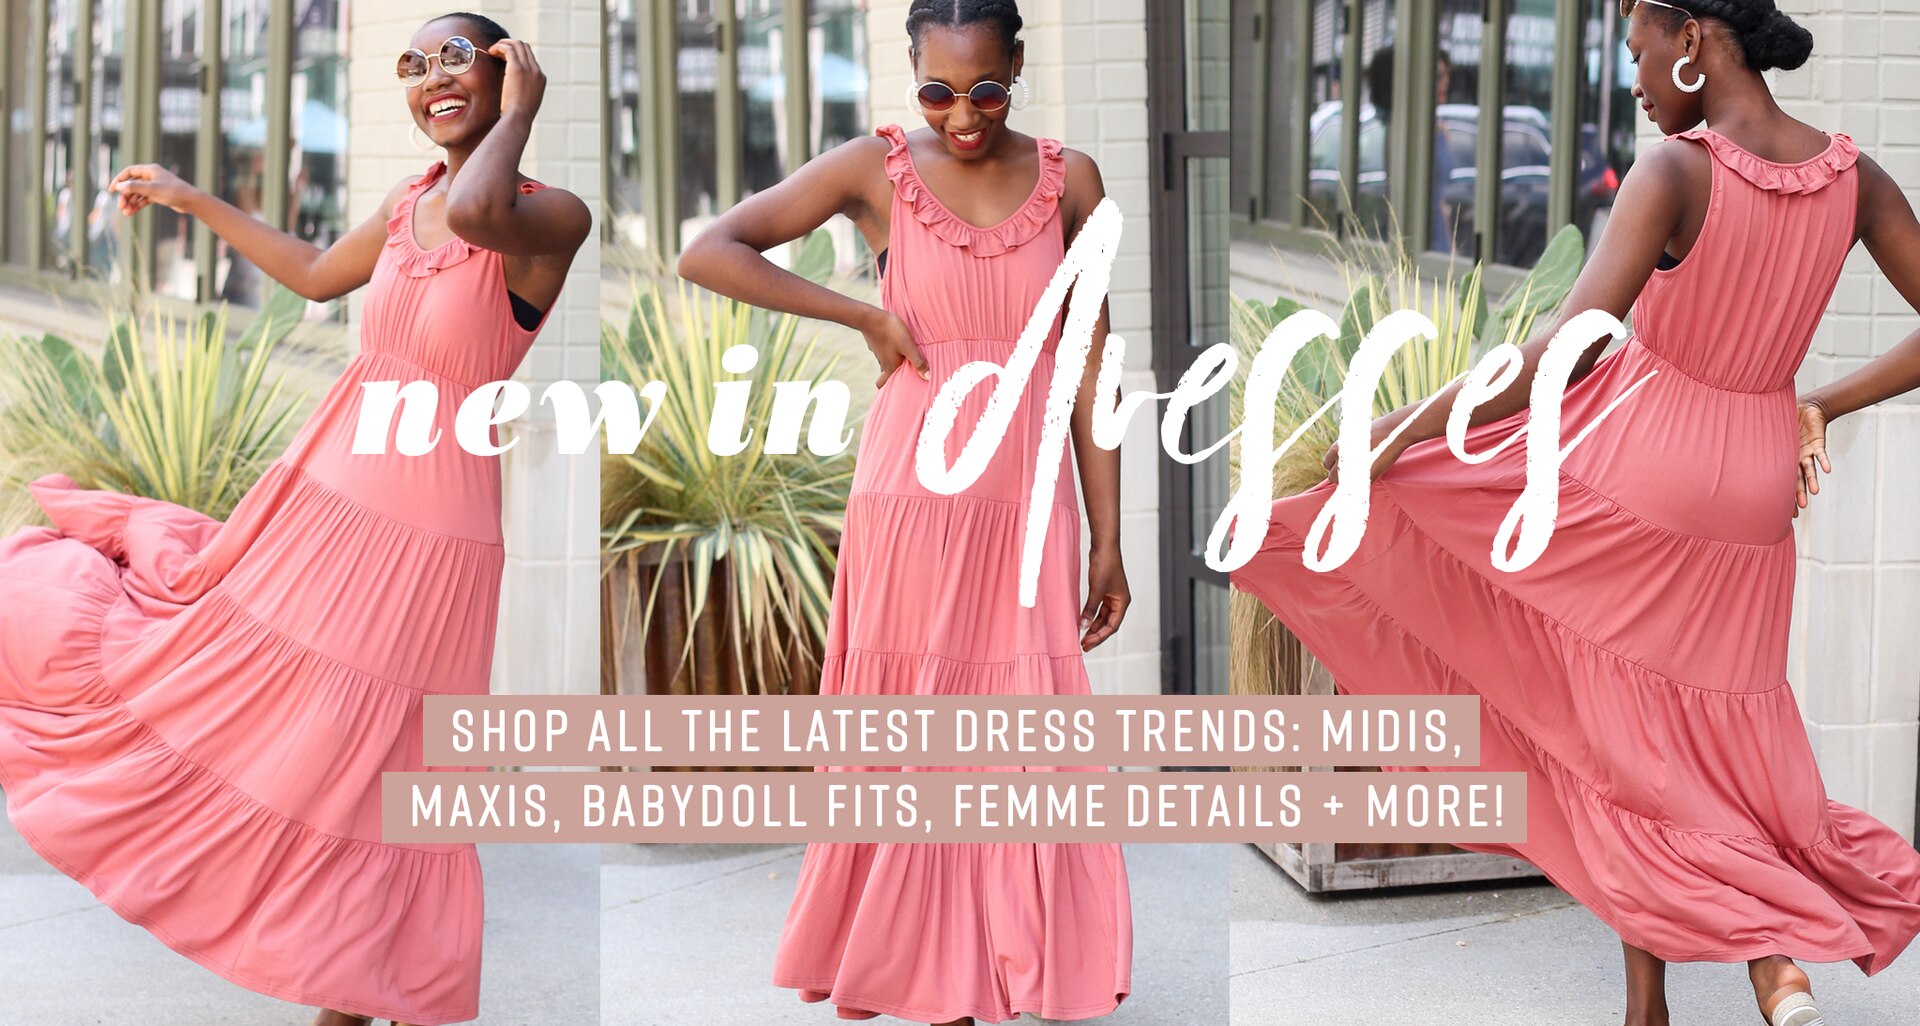 new in dresses
SHOP ALL THE LATEST DRESS TRENDS: MIDIS,
MAXIS, BABYDOLL FITS, FEMME DETAILS + MORE!